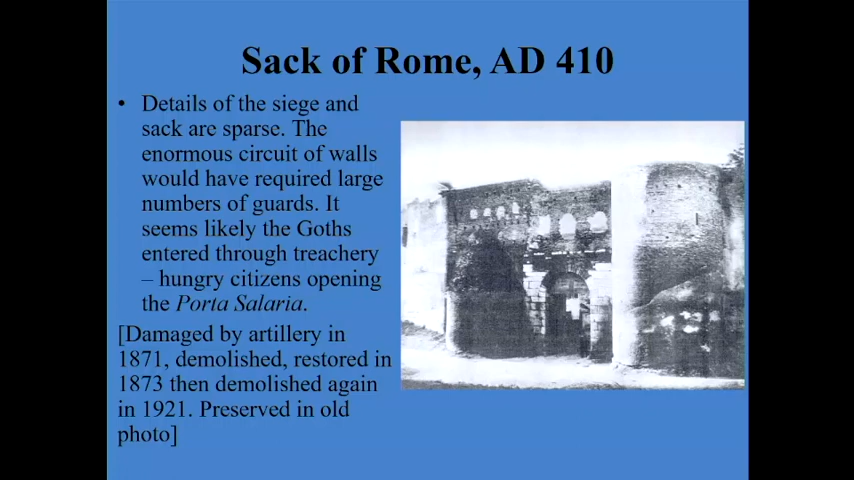 Sack of Rome, AD 410
• Details of the siege and
sack are sparse. The
enormous circuit of walls
would have required large
numbers of guards. It
seems likely the Goths
entered through treachery
– hungry citizens opening
the Porta Salaria.
[Damaged by artillery in
1871, demolished, restored in
1873 then demolished again
in 1921. Preserved in old
photo]